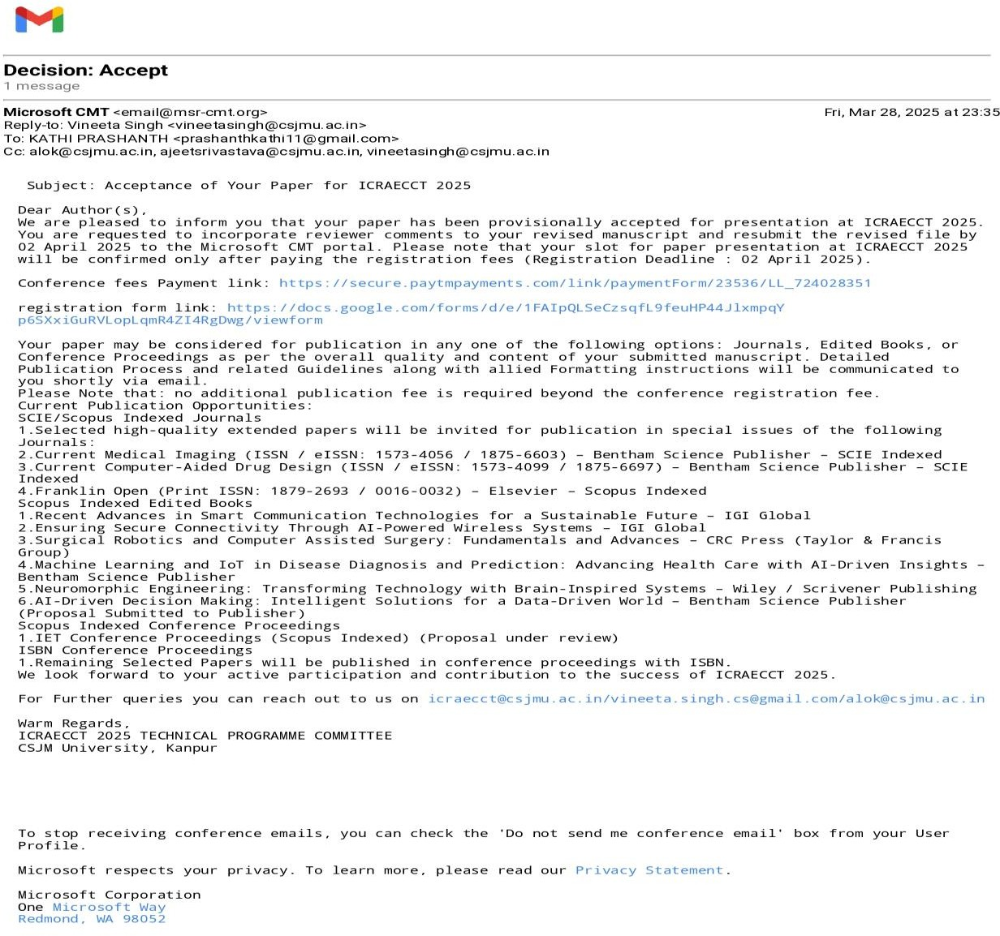 Decision: Accept
1 message
Microsoft CMT <email@msr-cmt.org> Fri, Mar 28, 2025 at 23:35
Reply-to: Vineeta Singh <vineetasingh@csjmu.ac.in>
To: KATHI PRASHANTH <prashanthkathi11@gmail.com>
Cc: alok@csjmu.ac.in, ajeetsrivastava@csjmu.ac.in, vineetasingh@csjmu.ac.in
Subject: Acceptance of Your Paper for ICRAECCT 2025
Dear Author(s),
We are pleased to inform you that your paper has been provisionally accepted for presentation at ICRAECCT 2025.
You are requested to incorporate reviewer comments to your revised manuscript and resubmit the revised file by
02 April 2025 to the Microsoft CMT portal. Please note that your slot for paper presentation at ICRAECCT 2025
will be confirmed only after paying the registration fees (Registration Deadline : 02 April 2025).
Conference fees Payment link: https://secure.paytmpayments.com/link/paymentForm/23536/LL_724028351
registration form link: https://docs.google.com/forms/d/e/1FAIpQLSeCzsqfL9feuHP44JlxmpqY
p6SXxiGuRVLopLqmR4ZI4RgDwg/viewform
Your paper may be considered for publication in any one of the following options: Journals, Edited Books, or
Conference Proceedings as per the overall quality and content of your submitted manuscript. Detailed
Publication Process and related Guidelines along with allied Formatting instructions will be communicated to
you shortly via email.
Please Note that: no additional publication fee is required beyond the conference registration fee.
Current Publication Opportunities:
SCIE/Scopus Indexed Journals
1.Selected high-quality extended papers will be invited for publication in special issues of the following
Journals:
2.Current Medical Imaging (ISSN / eISSN: 1573-4056 / 1875-6603) – Bentham Science Publisher – SCIE Indexed
3.Current Computer-Aided Drug Design (ISSN / eISSN: 1573-4099 / 1875-6697) – Bentham Science Publisher – SCIE
Indexed
4.Franklin Open (Print ISSN: 1879-2693 / 0016-0032) – Elsevier – Scopus Indexed
Scopus Indexed Edited Books
1.Recent Advances in Smart Communication Technologies for a Sustainable Future – IGI Global
2.Ensuring Secure Connectivity Through AI-Powered Wireless Systems – IGI Global
3.Surgical Robotics and Computer Assisted Surgery: Fundamentals and Advances – CRC Press (Taylor & Francis
Group)
4.Machine Learning and IoT in Disease Diagnosis and Prediction: Advancing Health Care with AI-Driven Insights –
Bentham Science Publisher
5.Neuromorphic Engineering: Transforming Technology with Brain-Inspired Systems – Wiley / Scrivener Publishing
6.AI-Driven Decision Making: Intelligent Solutions for a Data-Driven World – Bentham Science Publisher
(Proposal Submitted to Publisher)
Scopus Indexed Conference Proceedings
1.IET Conference Proceedings (Scopus Indexed) (Proposal under review)
ISBN Conference Proceedings
1.Remaining Selected Papers will be published in conference proceedings with ISBN.
We look forward to your active participation and contribution to the success of ICRAECCT 2025.
For Further queries you can reach out to us on icraecct@csjmu.ac.in/vineeta.singh.cs@gmail.com/alok@csjmu.ac.in
Warm Regards,
ICRAECCT 2025 TECHNICAL PROGRAMME COMMITTEE
CSJM University, Kanpur
To stop receiving conference emails, you can check the 'Do not send me conference email' box from your User
Profile.
Microsoft respects your privacy. To learn more, please read our Privacy Statement.
Microsoft Corporation
One Microsoft Way
Redmond, WA 98052